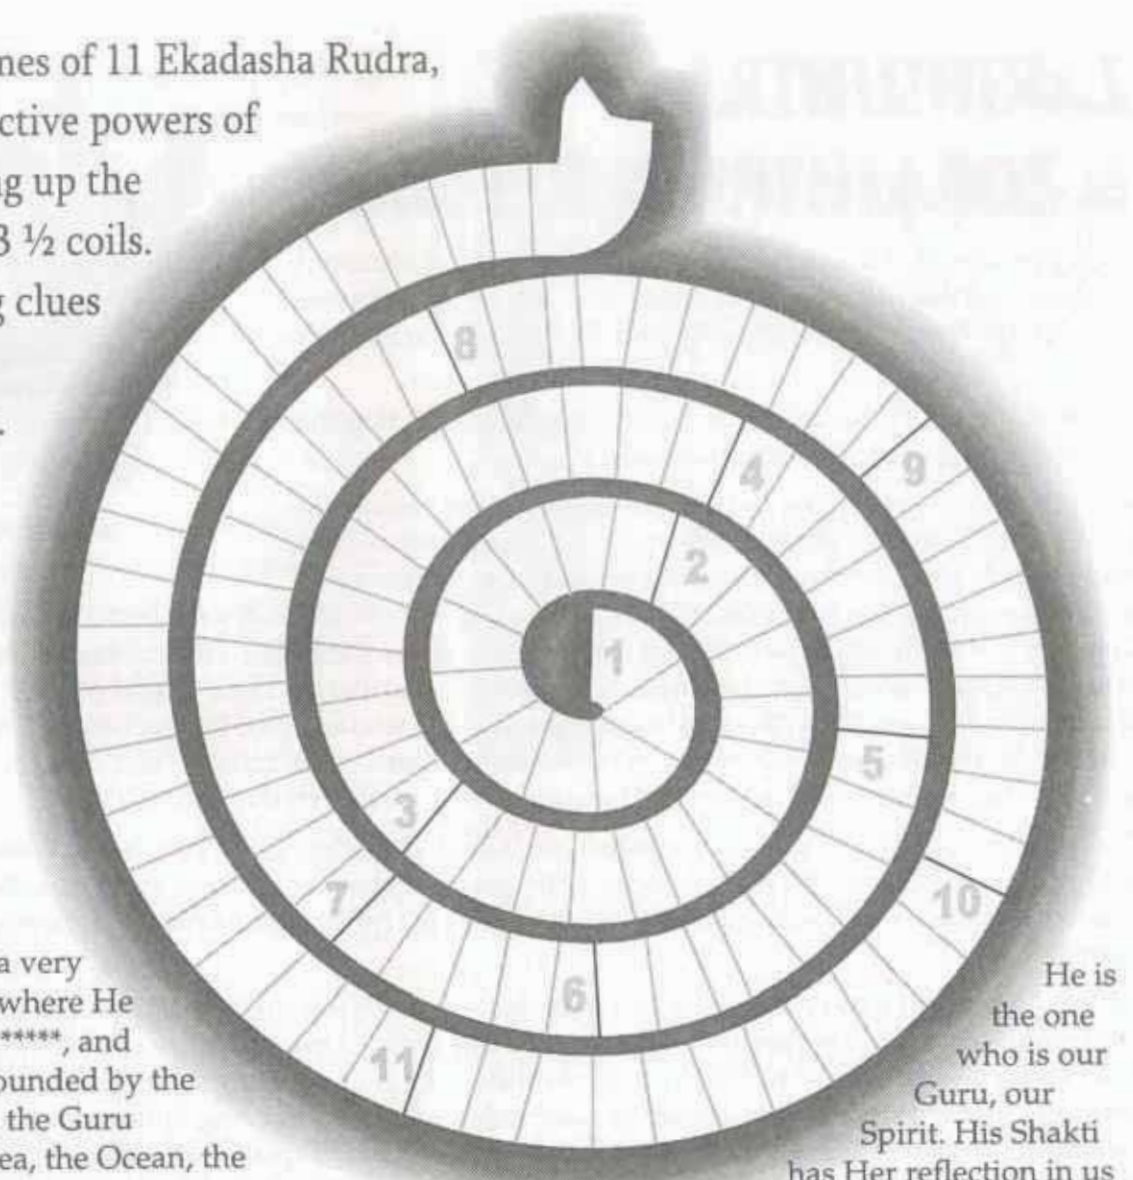 nes of 11 Ekadasha Rudra,
ctive powers of
g up the
3 ½ coils.
g clues
.
8
4
9
2
1
5
3
7
10
6
11
a very
where He
*****, and
ounded by the
the Guru
ea, the Ocean, the
He is
the one
who is our
Guru, our
Spirit. His Shakti
has Her reflection in us